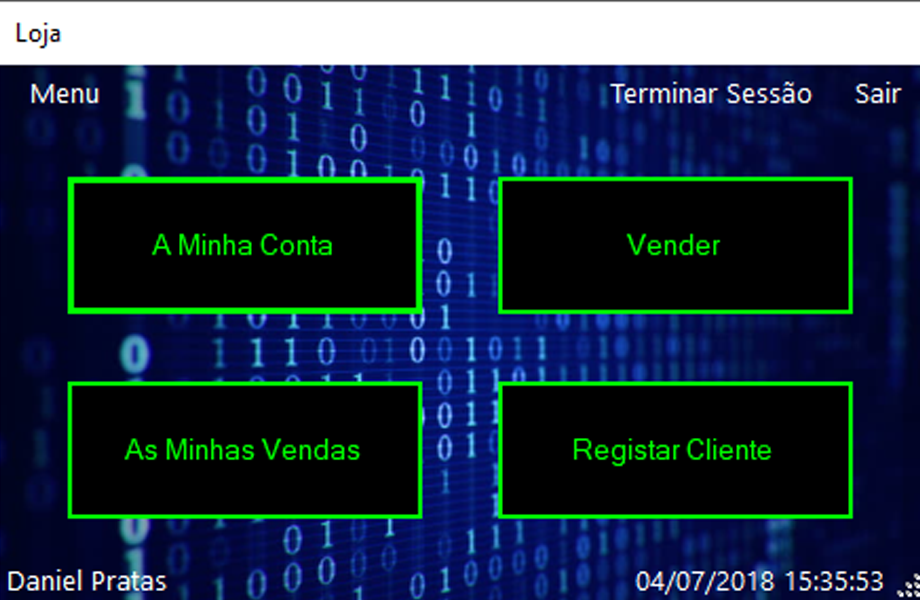 Loja
Menu Terminar Sessão Sair
A Minha Conta Vender
As Minhas Vendas Registar Cliente
Daniel Pratas 04/07/2018 15:35:53